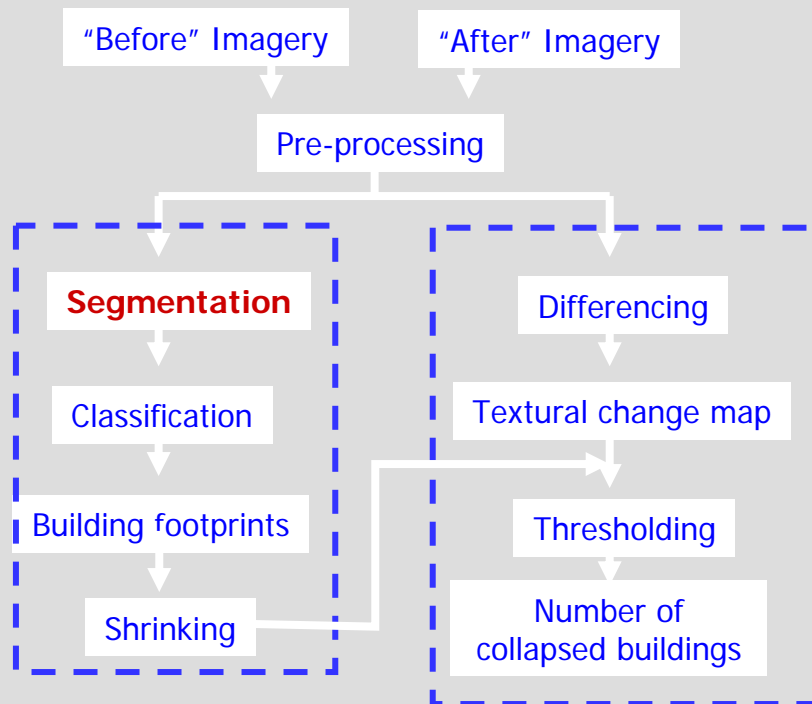 “Before” Imagery
“After” Imagery
Pre-processing
Segmentation
Classification
Building footprints
Shrinking
Differencing
Textural change map
Thresholding
Number of
collapsed buildings